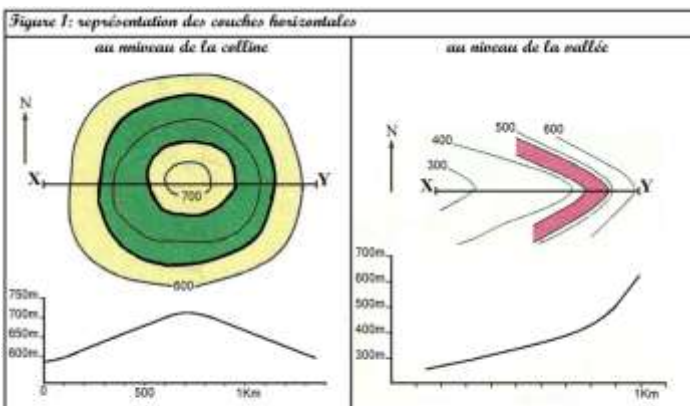 Figure 1: représentation des couches horizontales
au nniveau de la colline
au niveau de la vallée
N
X
Y
700
600
750m
700m
650m
600m
0
500
1Km
N
500
600
400
300
X
Y
700m
600m
500m
400m
300m
1Km